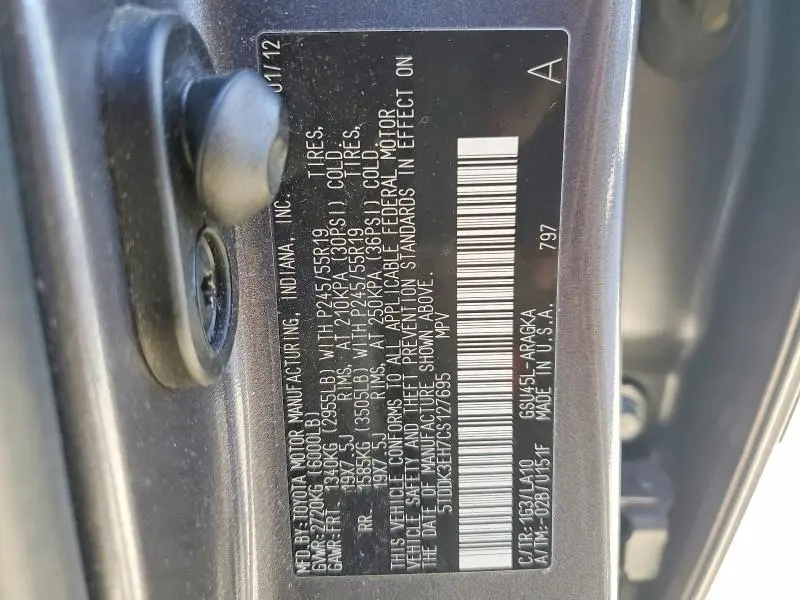 MFD.BY:TOYOTA MOTOR MANUFACTURING, INDIANA, INC. 01/12
GVWR:2720KG (6000LB)
GAWR:FRT. 1340KG (2955LB) WITH P245/55R19 TIRES,
19X7.5J RIMS, AT 210KPA (30PSI) COLD.
RR. 1585KG (3505LB) WITH P245/55R19 TIRES,
19X7.5J RIMS, AT 250KPA (36PSI) COLD.
THIS VEHICLE CONFORMS TO ALL APPLICABLE FEDERAL MOTOR
VEHICLE SAFETY AND THEFT PREVENTION STANDARDS IN EFFECT ON
THE DATE OF MANUFACTURE SHOWN ABOVE.
5TDDK3EH7CS127695 MPV
C/TR:1G3/LA10 GSU45L-ARAGKA 797 A
A/TM:-02B/U151F MADE IN U.S.A.